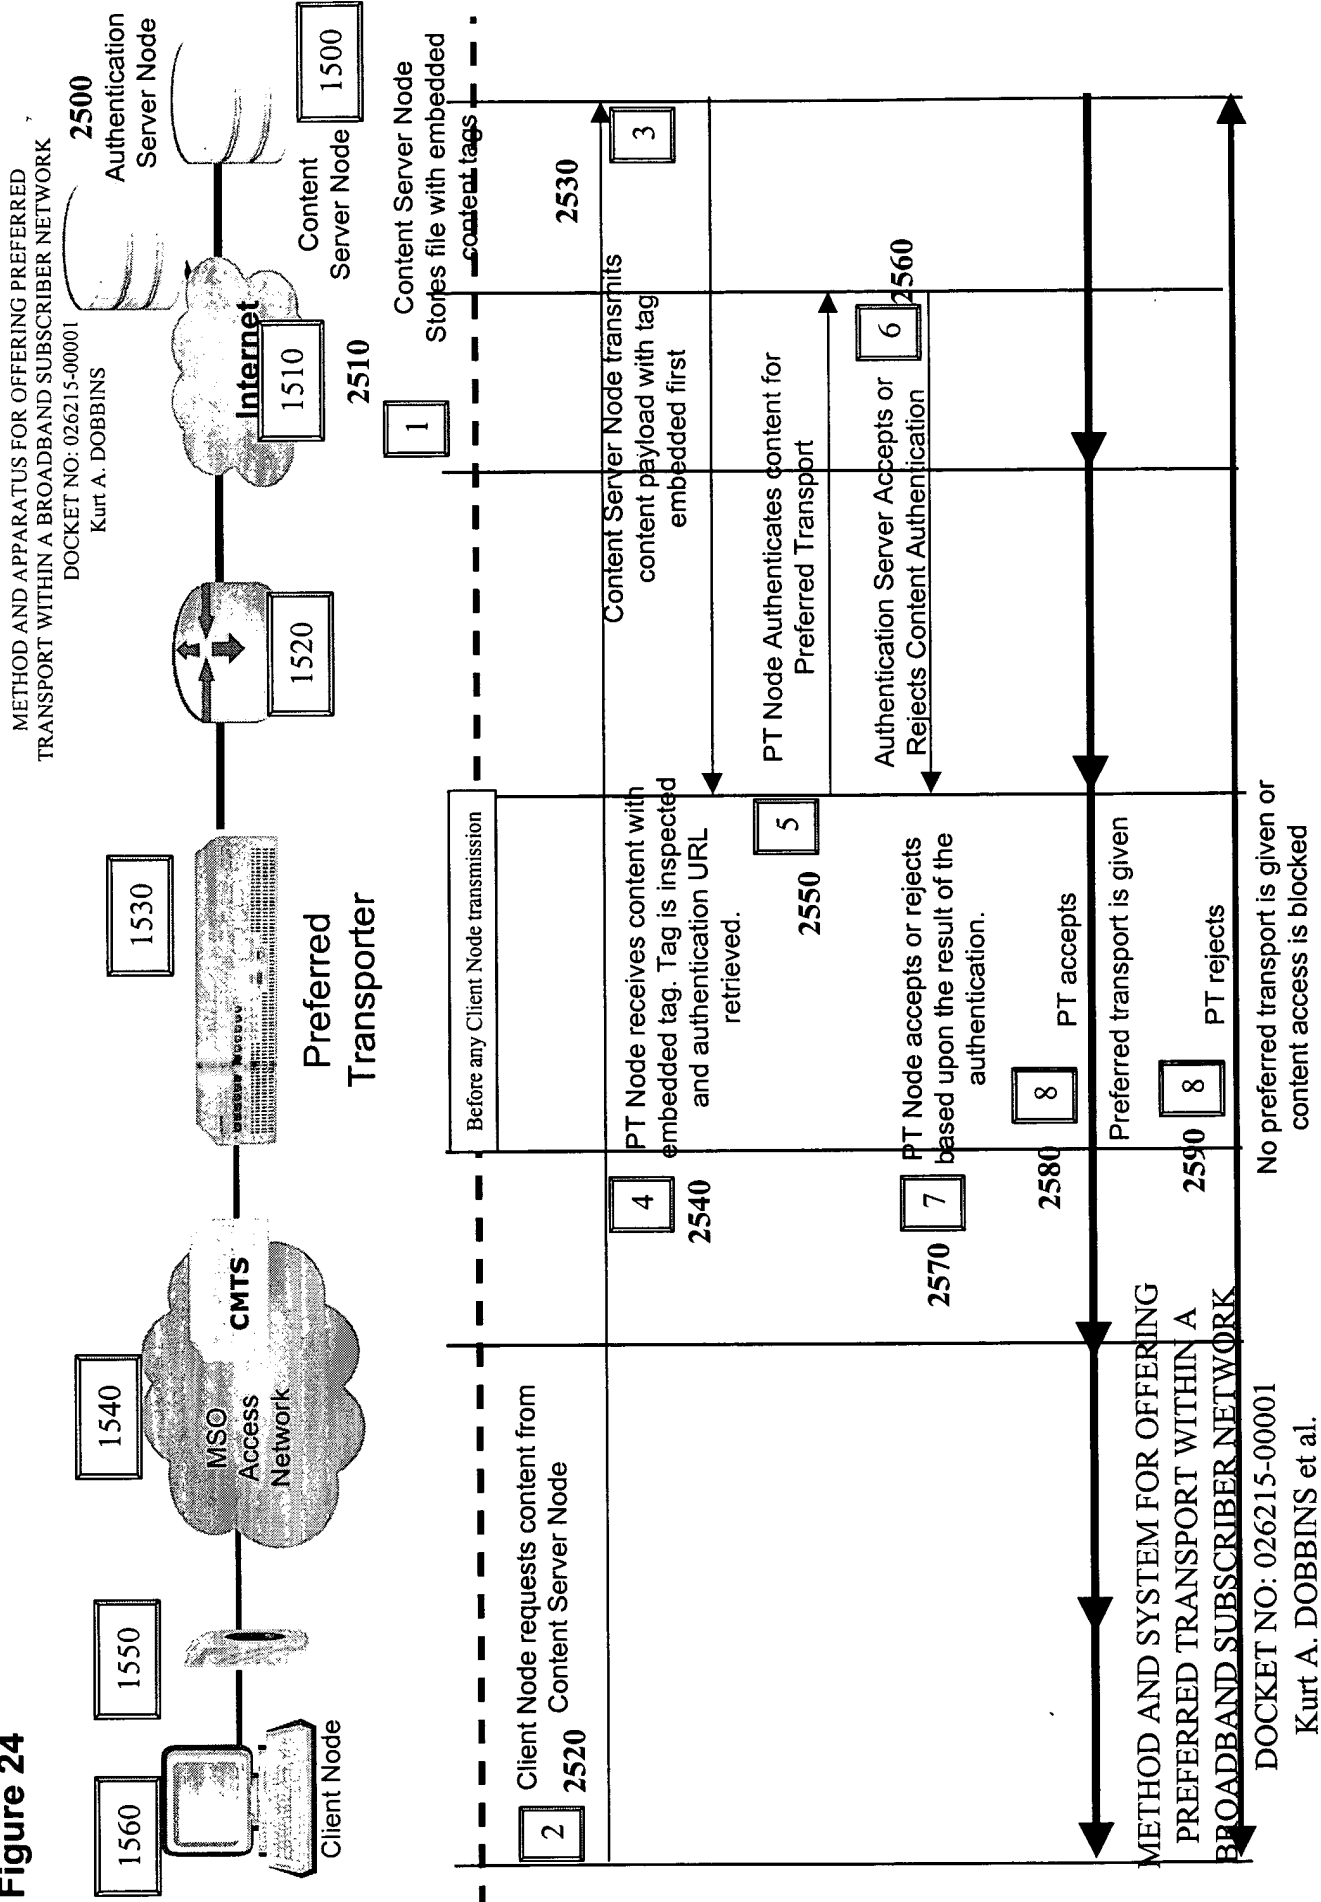 Figure 24
METHOD AND APPARATUS FOR OFFERING PREFERRED
TRANSPORT WITHIN A BROADBAND SUBSCRIBER NETWORK
DOCKET NO: 026215-00001
Kurt A. DOBBINS
2500
Authentication
Server Node
1560
Client Node
1550
1540
MSO
Access
Network
CMTS
1530
Preferred
Transporter
1520
Internet
1510
Content
Server Node
1500
2510
1
Content Server Node
Stores file with embedded
content tags
Before any Client Node transmission
2
2520
Client Node requests content from
Content Server Node
2530
3
Content Server Node transmits
content payload with tag
embedded first
4
2540
PT Node receives content with
embedded tag. Tag is inspected
and authentication URL
retrieved.
5
2550
PT Node Authenticates content for
Preferred Transport
6
2560
Authentication Server Accepts or
Rejects Content Authentication
7
2570
PT Node accepts or rejects
based upon the result of the
authentication.
2580
8
PT accepts
Preferred transport is given
2590
8
PT rejects
No preferred transport is given or
content access is blocked
METHOD AND SYSTEM FOR OFFERING
PREFERRED TRANSPORT WITHIN A
BROADBAND SUBSCRIBER NETWORK
DOCKET NO: 026215-00001
Kurt A. DOBBINS et al.